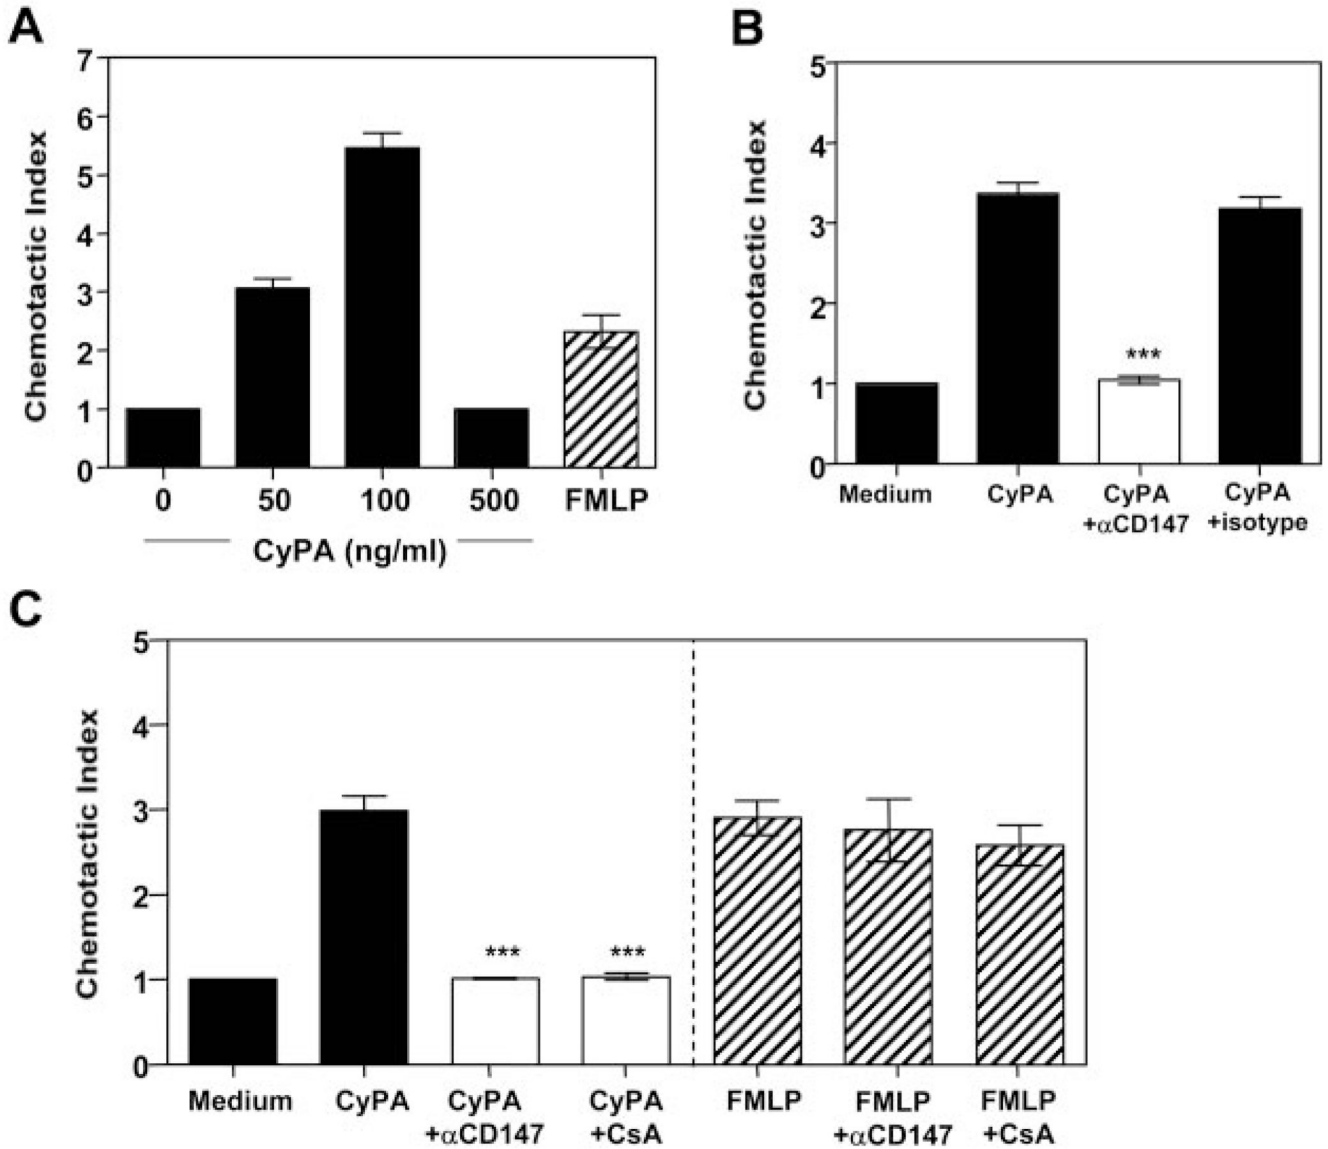 A
7
6
5
4
3
2
1
0
Chemotactic Index
0 50 100 500 FMLP
CyPA (ng/ml)
B
5
4
3
2
1
0
Chemotactic Index
***
Medium CyPA CyPA CyPA
+αCD147 +isotype
C
5
4
3
2
1
0
Chemotactic Index
*** ***
Medium CyPA CyPA CyPA FMLP FMLP FMLP
+αCD147 +CsA +αCD147 +CsA